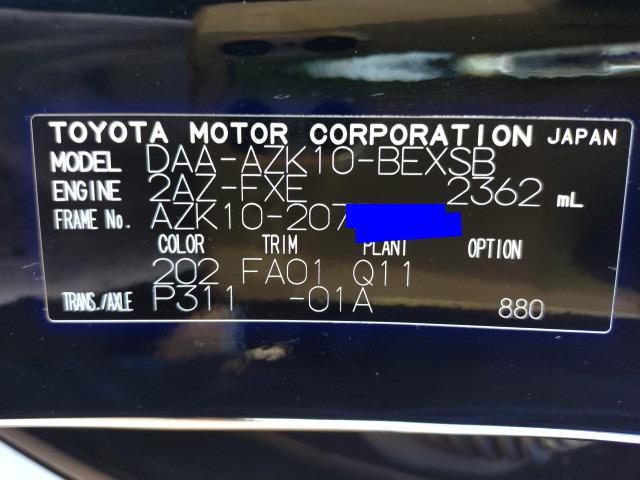 TOYOTA MOTOR CORPORATION JAPAN
MODEL DAA-AZK10-BEXSB
ENGINE 2AZ-FXE 2362 mL
FRAME No. AZK10-207
COLOR TRIM PLANT OPTION
202 FA01 Q11
TRANS./AXLE P311 -01A 880